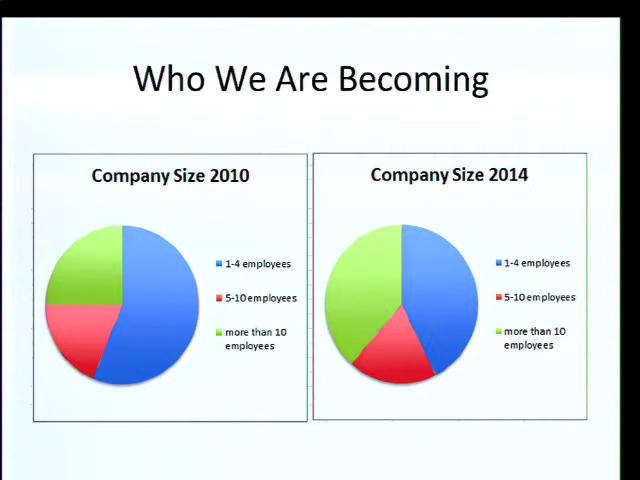 Who We Are Becoming
Company Size 2010
1-4 employees
5-10 employees
more than 10
employees
Company Size 2014
1-4 employees
5-10 employees
more than 10
employees